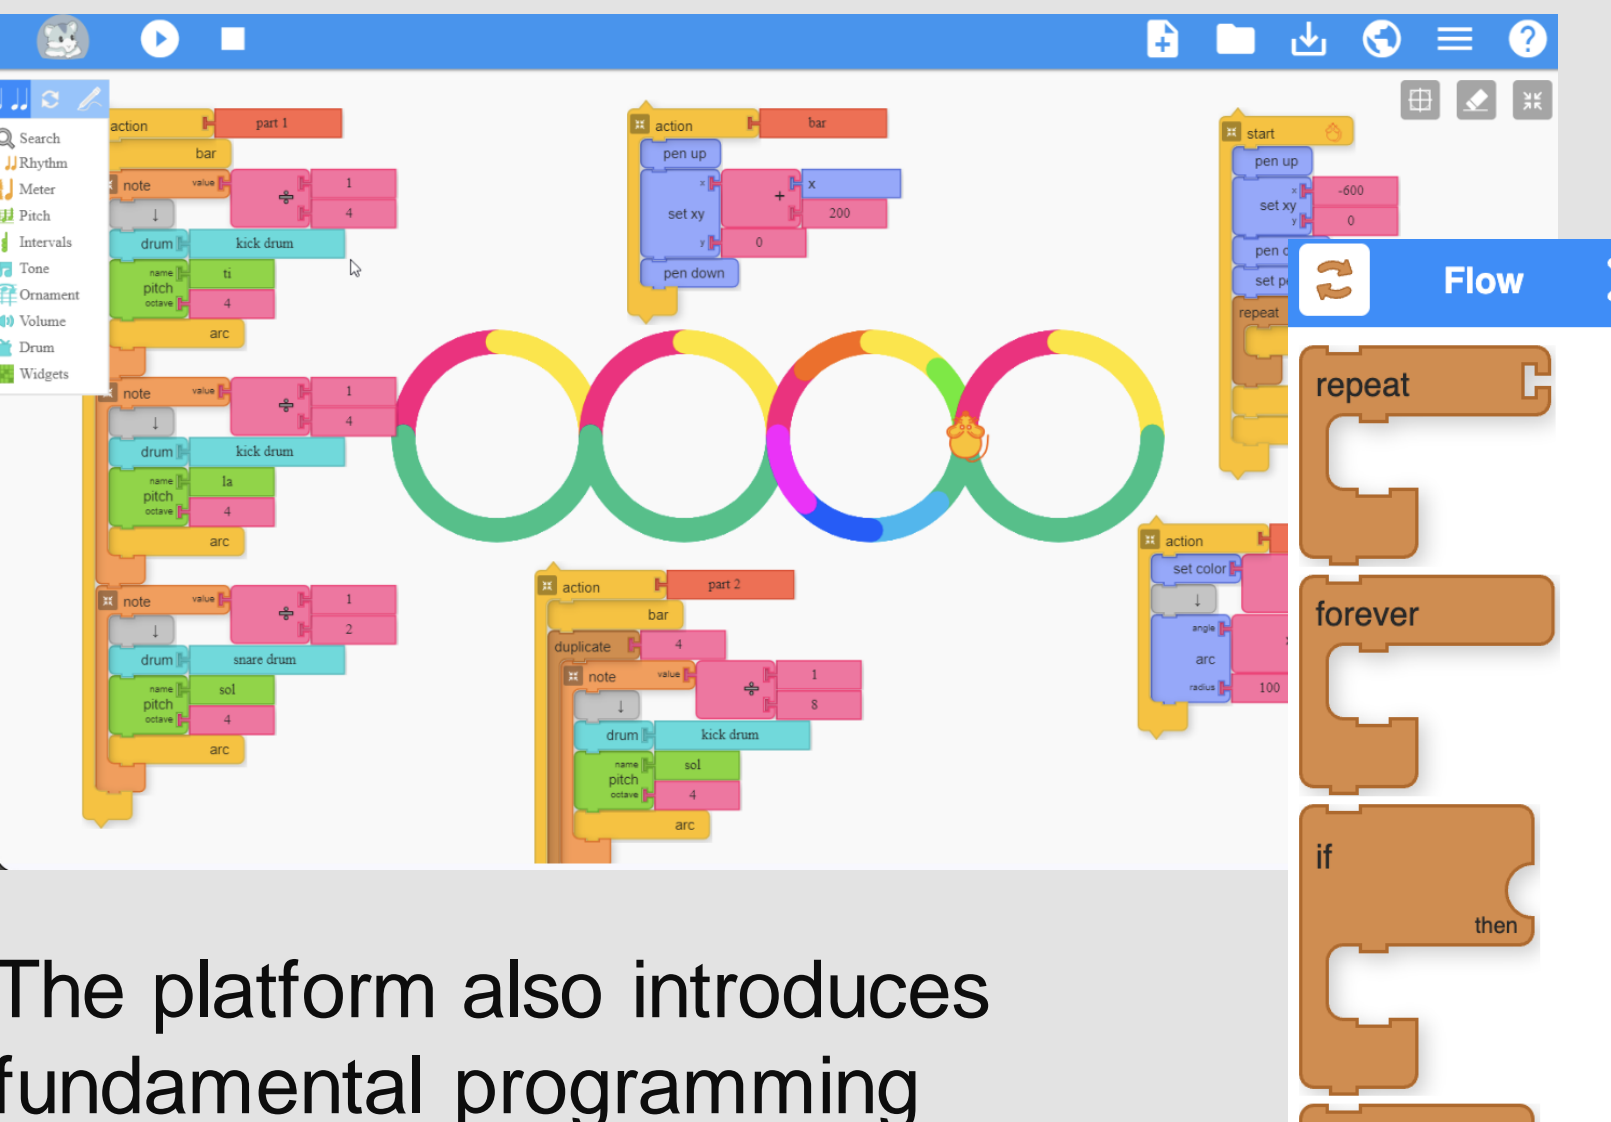 Search
Rhythm
Meter
Pitch
Intervals
Tone
Ornament
Volume
Drum
Widgets
action part 1
bar
note value ÷ 1
4
↓
drum kick drum
name ti
pitch
octave 4
arc
note value ÷ 1
4
↓
drum kick drum
name la
pitch
octave 4
arc
note value ÷ 1
2
↓
drum snare drum
name sol
pitch
octave 4
arc
action bar
pen up
x + x
set xy 200
y 0
pen down
action part 2
bar
duplicate 4
note value ÷ 1
8
↓
drum kick drum
name sol
pitch
octave 4
arc
start
pen up
x -600
set xy
y 0
pen
set
repeat
action
set color
↓
angle
arc
radius 100
Flow
repeat
forever
if
then
The platform also introduces
fundamental programming